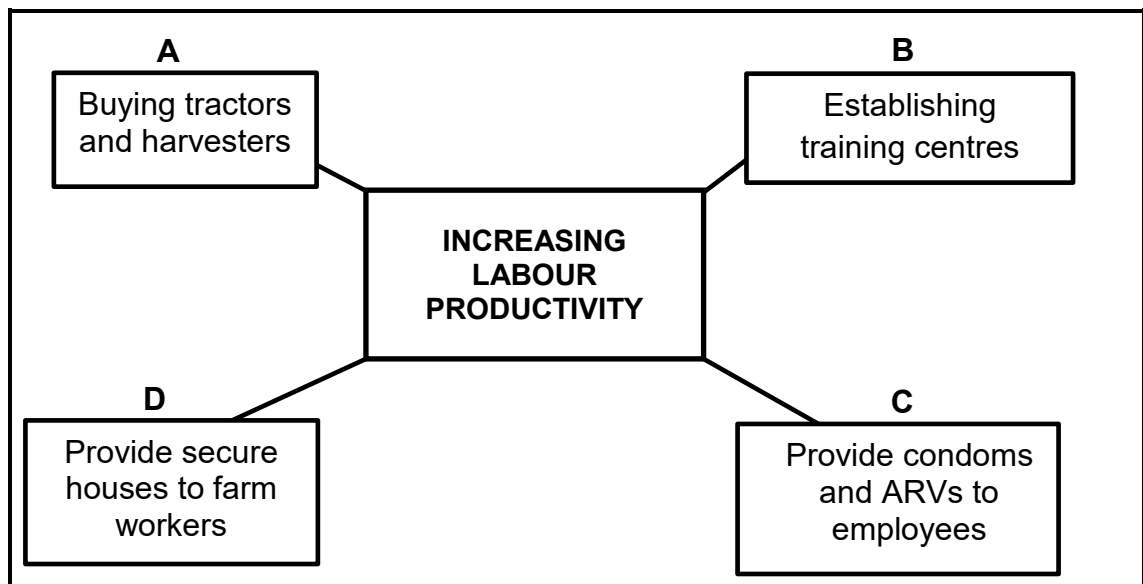 A
Buying tractors
and harvesters
B
Establishing
training centres
INCREASING
LABOUR
PRODUCTIVITY
D
Provide secure
houses to farm
workers
C
Provide condoms
and ARVs to
employees